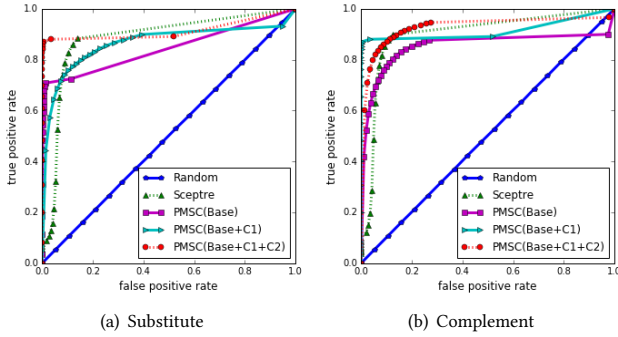 true positive rate
1.0
0.8
0.6
0.4
0.2
0.0
0.0 0.2 0.4 0.6 0.8 1.0
false positive rate
Random
Sceptre
PMSC(Base)
PMSC(Base+C1)
PMSC(Base+C1+C2)
(a) Substitute
true positive rate
1.0
0.8
0.6
0.4
0.2
0.0
0.0 0.2 0.4 0.6 0.8 1.0
false positive rate
Random
Sceptre
PMSC(Base)
PMSC(Base+C1)
PMSC(Base+C1+C2)
(b) Complement